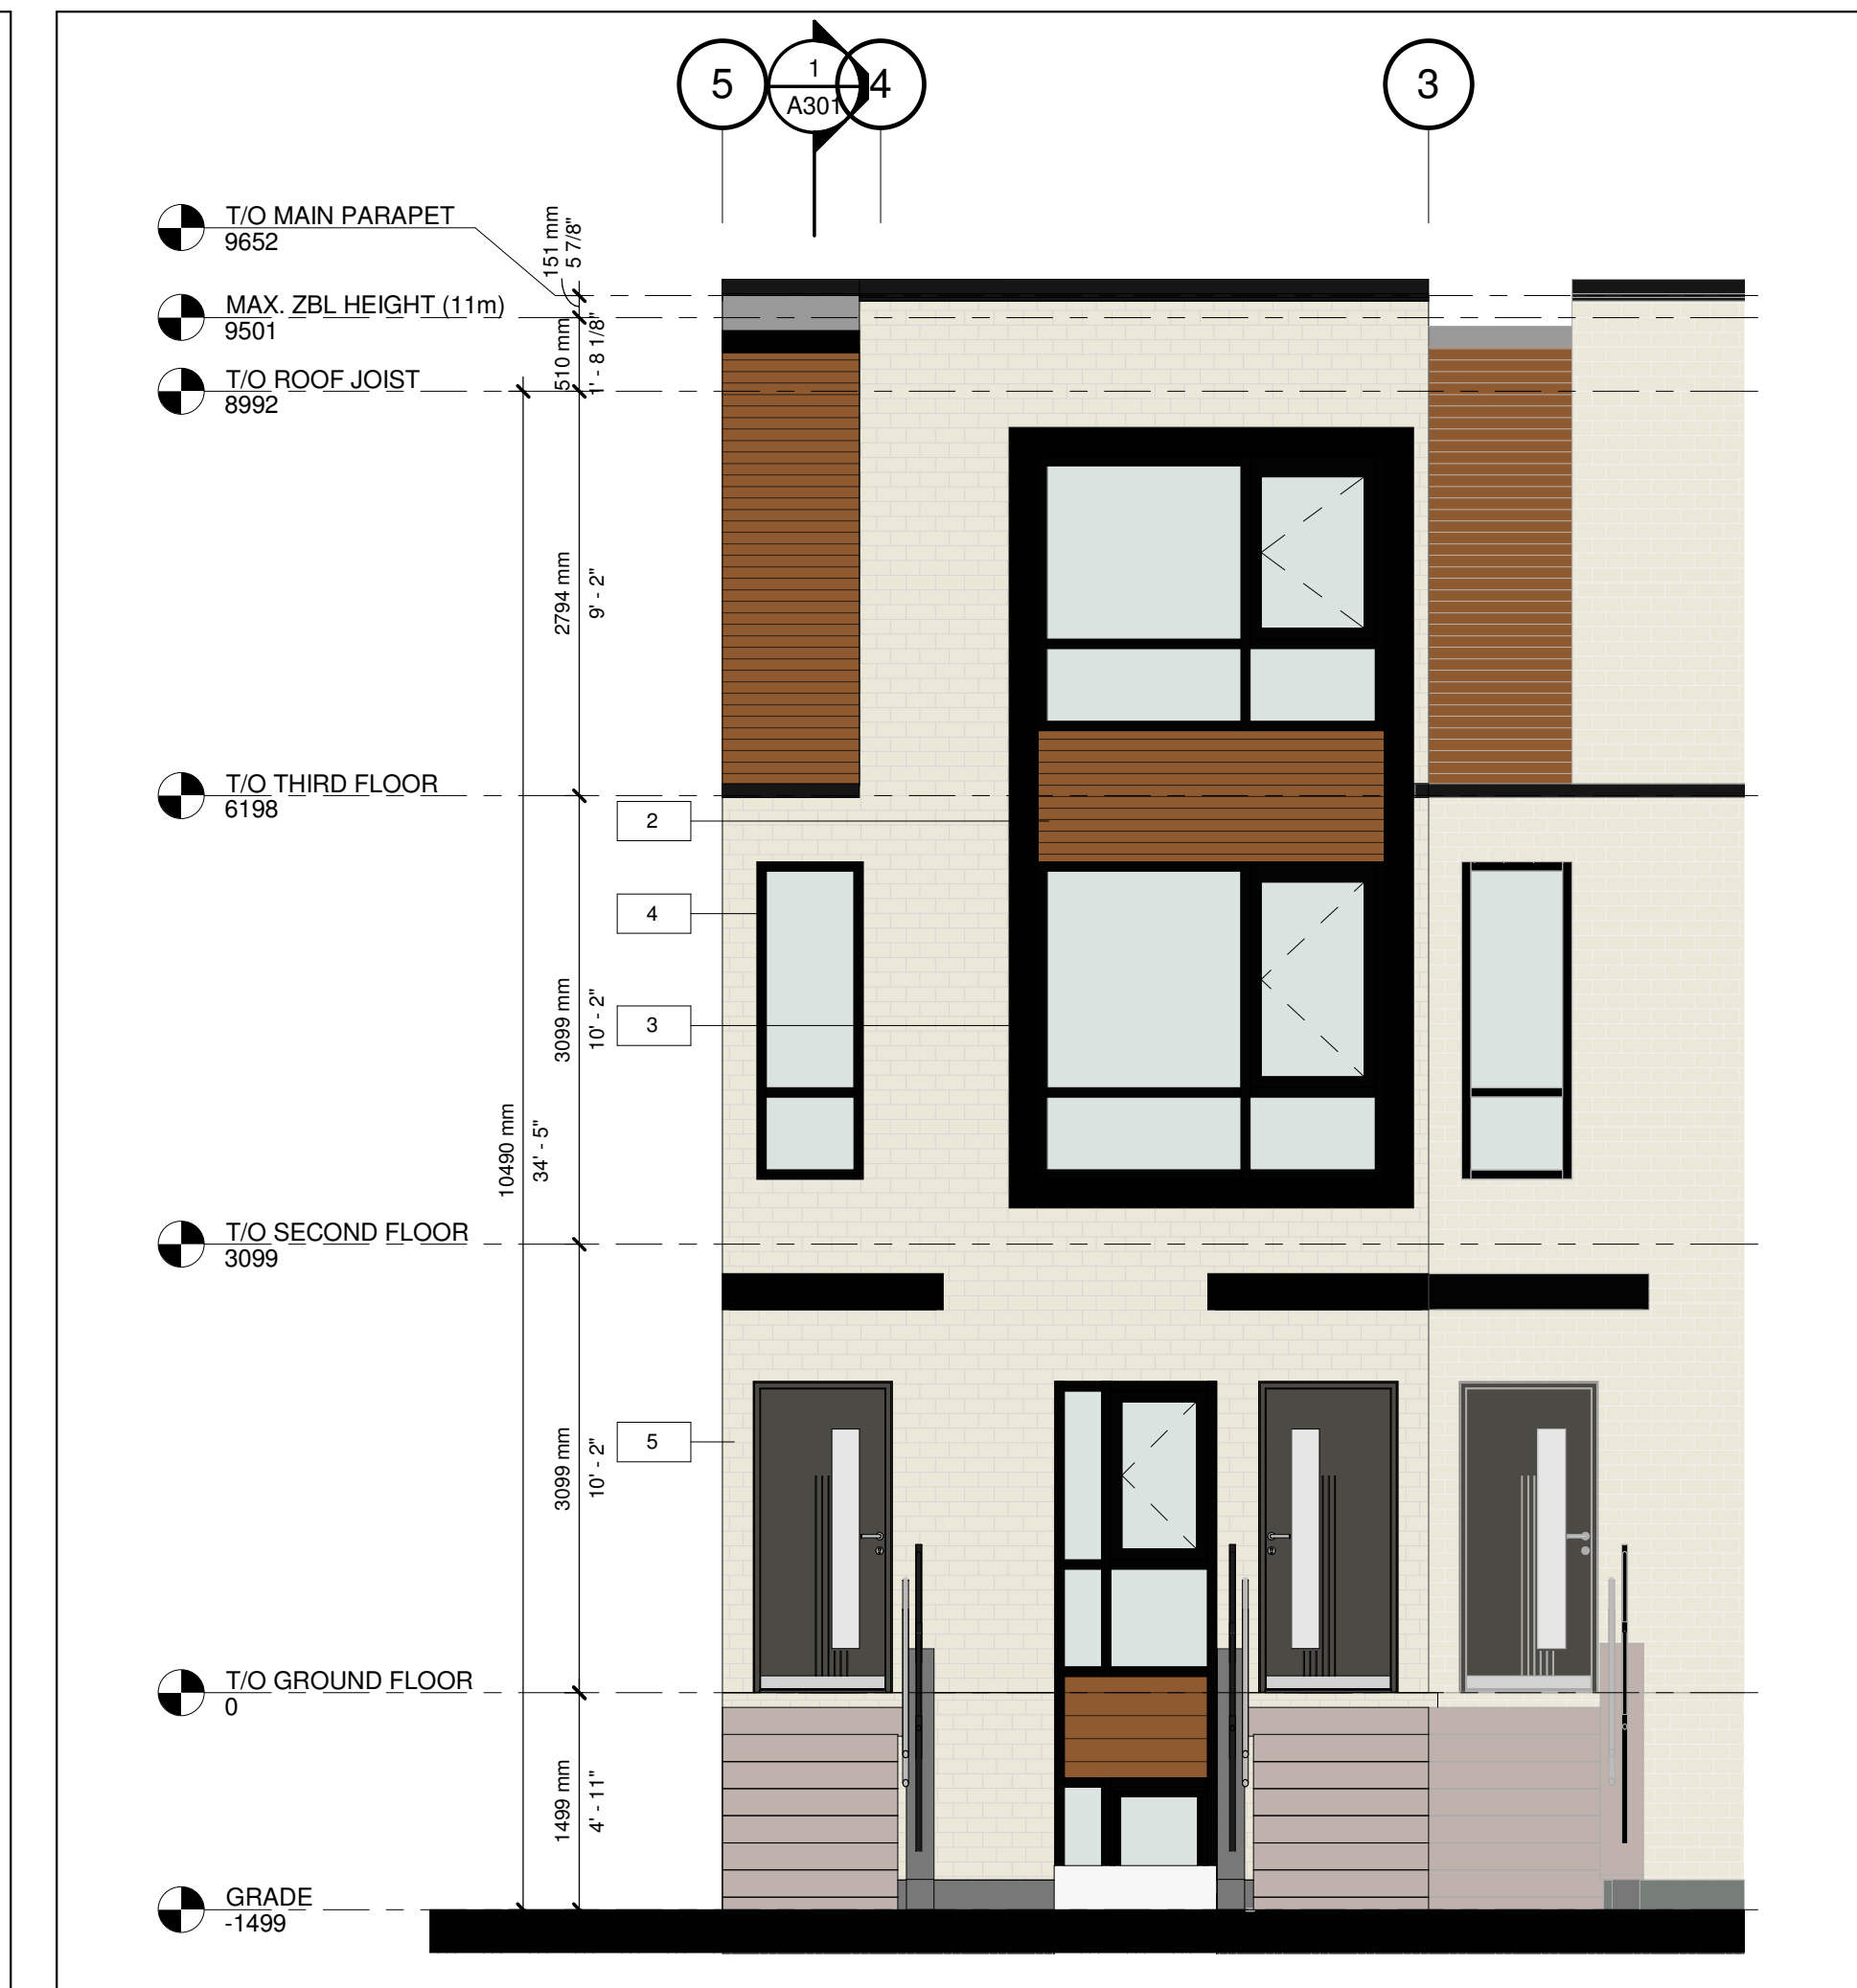 5
1
A301
4
3
T/O MAIN PARAPET
9652
151 mm
5 7/8"
MAX. ZBL HEIGHT (11m)
9501
510 mm
1' - 8 1/8"
T/O ROOF JOIST
8992
2794 mm
9' - 2"
T/O THIRD FLOOR
6198
2
4
3099 mm
10' - 2"
3
10490 mm
34' - 5"
T/O SECOND FLOOR
3099
3099 mm
10' - 2"
5
T/O GROUND FLOOR
0
1499 mm
4' - 11"
GRADE
-1499